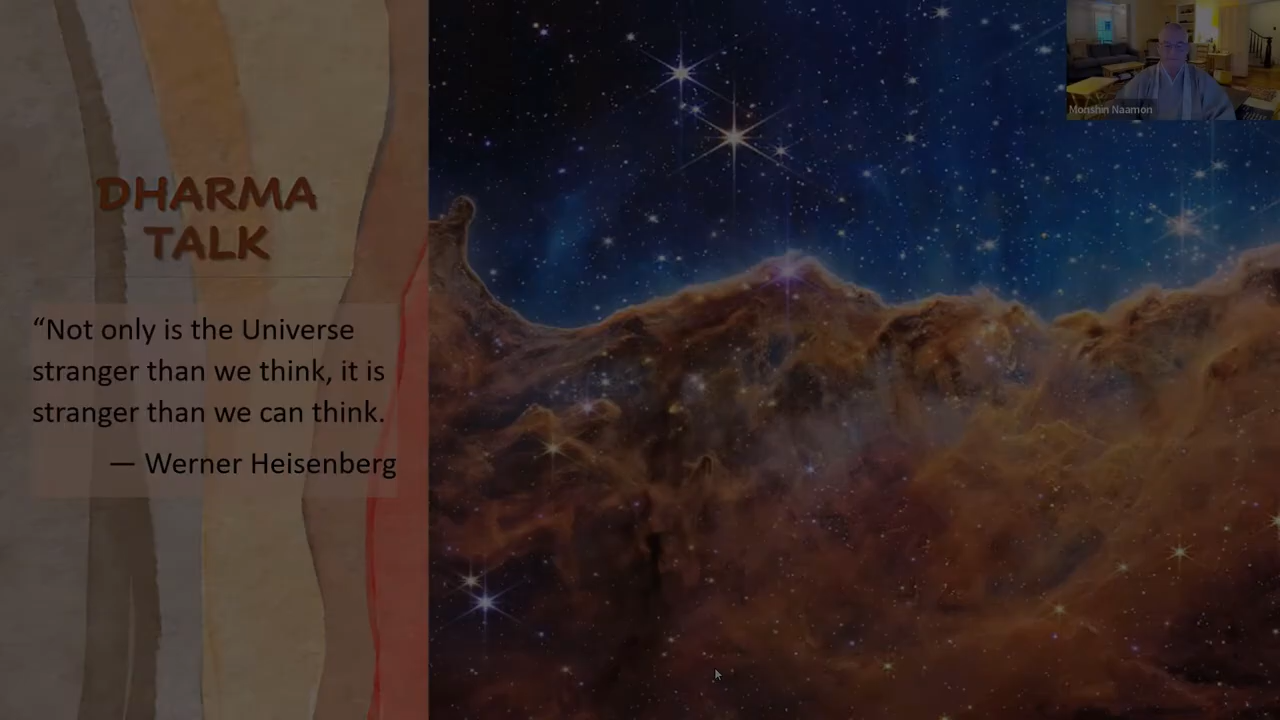 DHARMA
TALK
“Not only is the Universe
stranger than we think, it is
stranger than we can think.
— Werner Heisenberg
Monshin Naamon